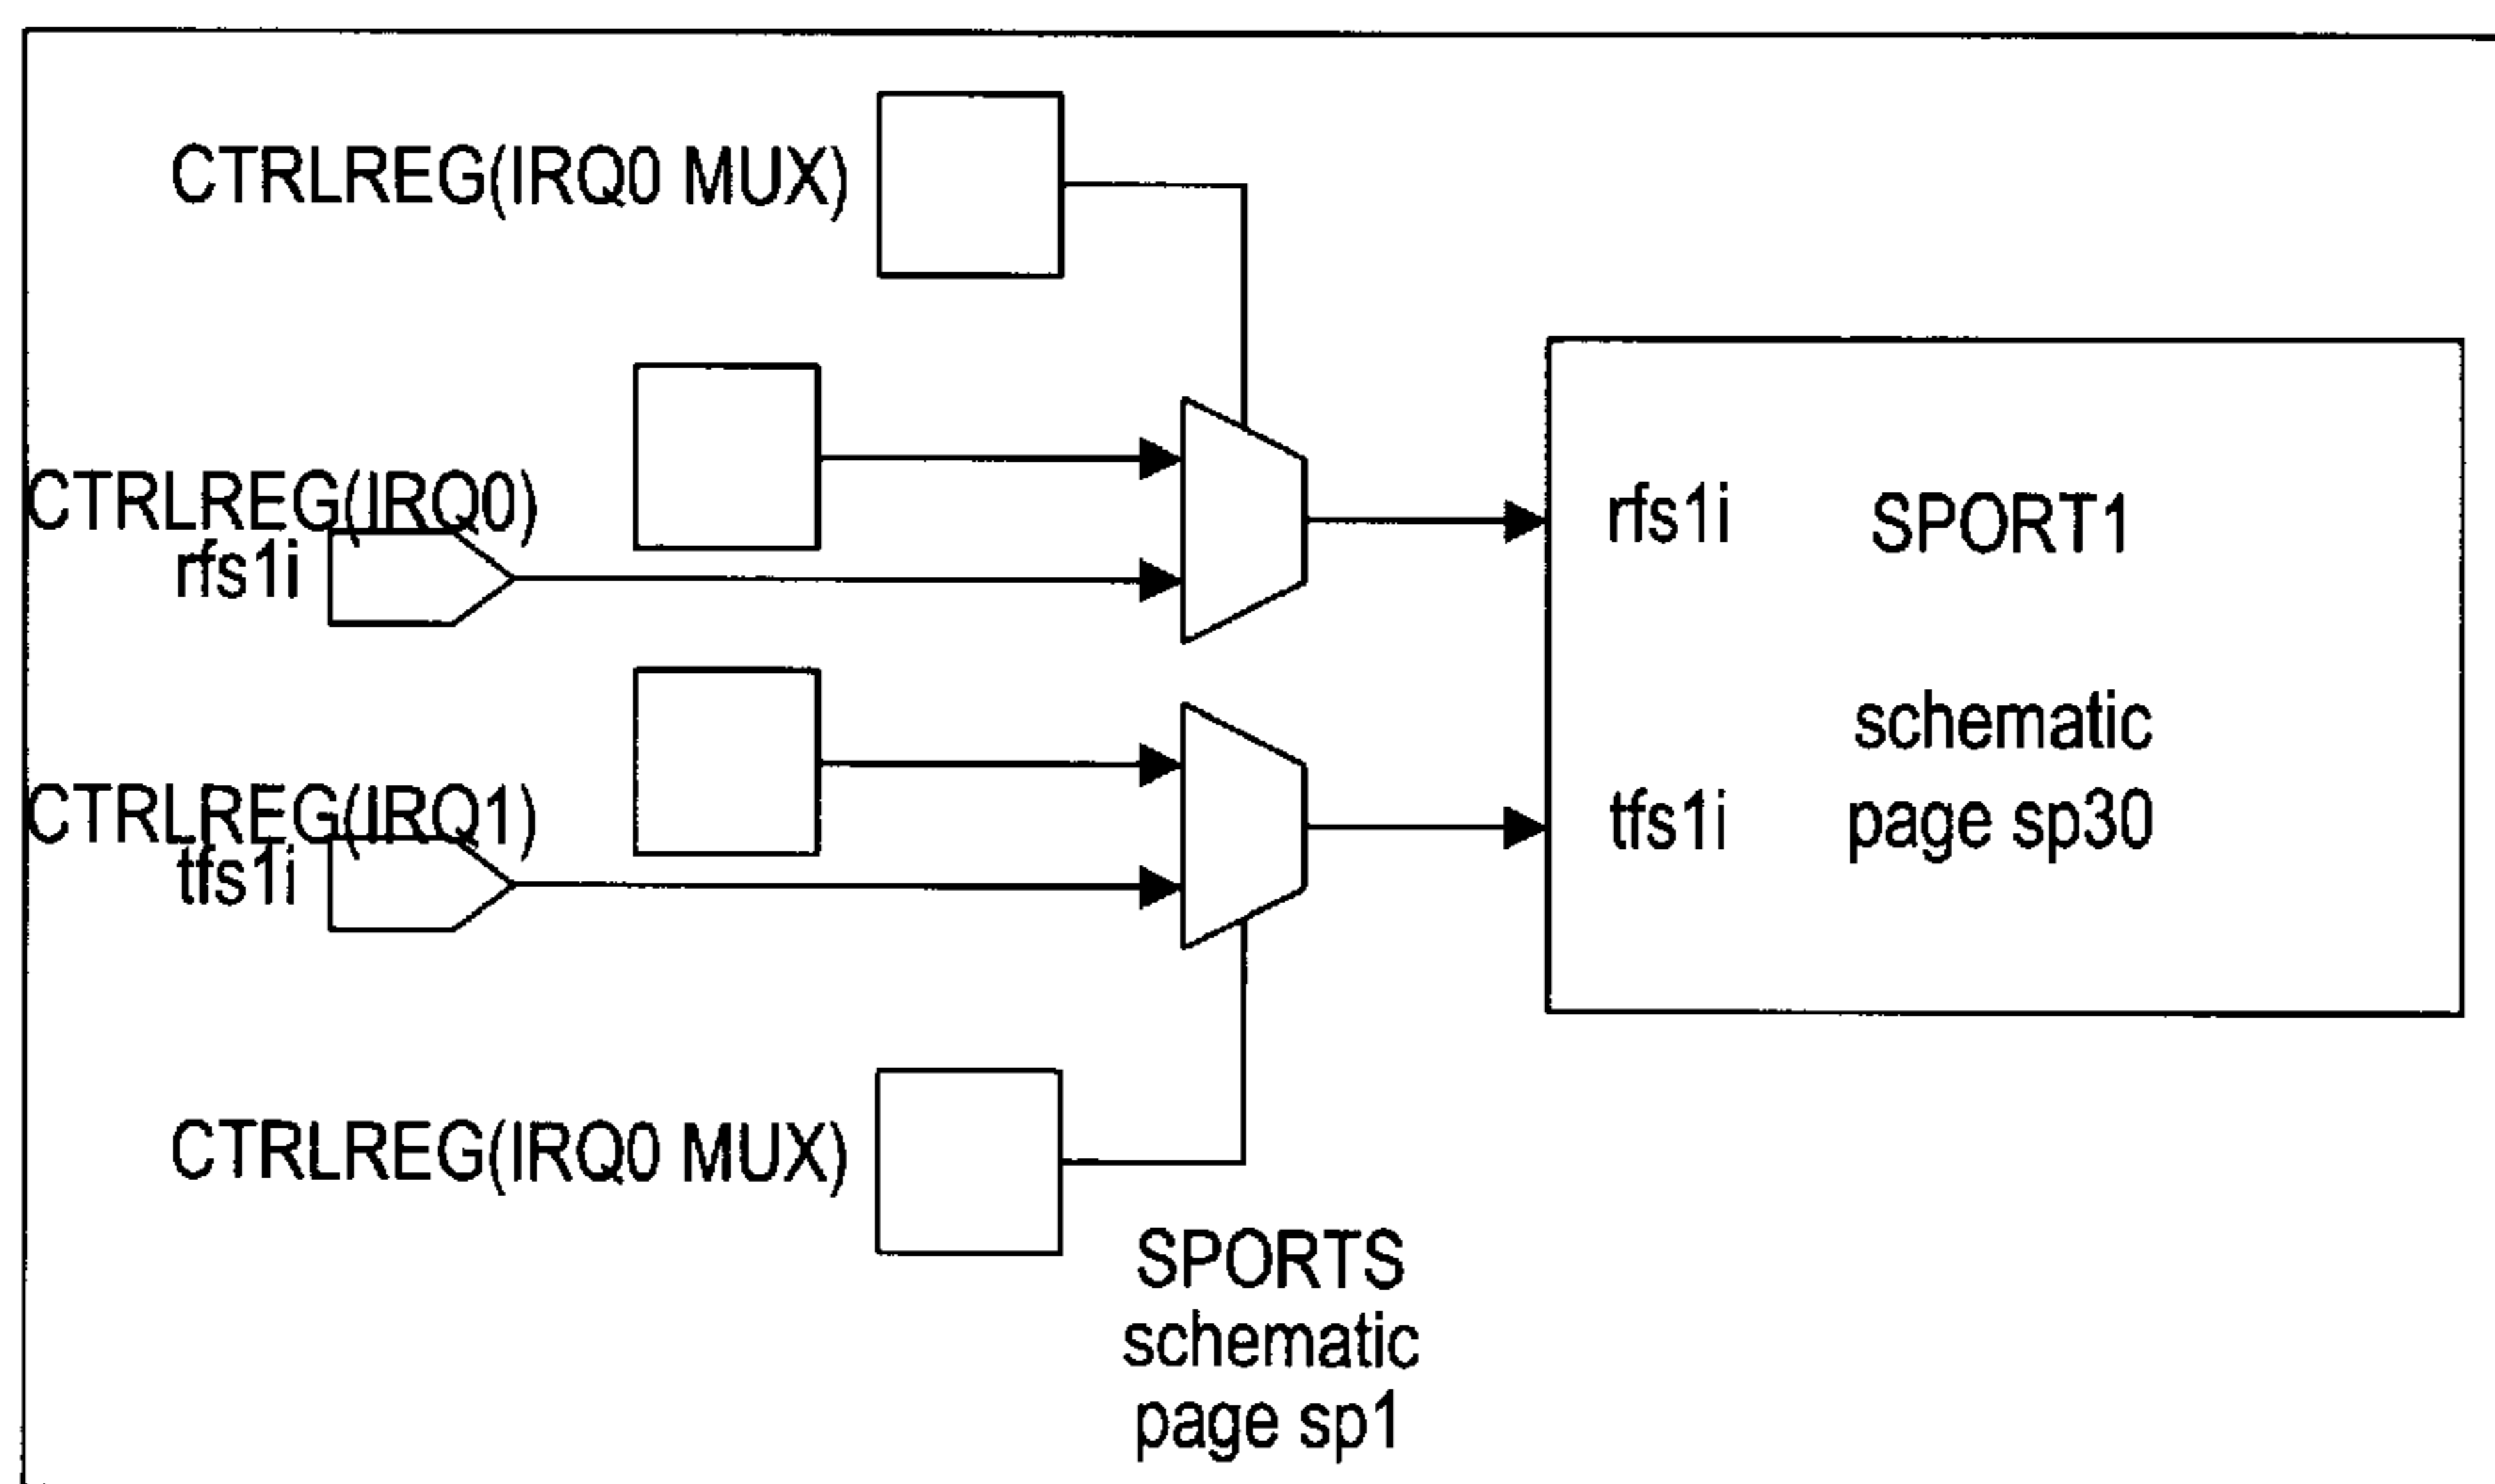 CTRLREG(IRQ0 MUX)
CTRLREG(IRQ0)
rfs1i
rfs1i
SPORT1
schematic
CTRLREG(IRQ1)
tfs1i
tfs1i
page sp30
CTRLREG(IRQ0 MUX)
SPORTS
schematic
page sp1